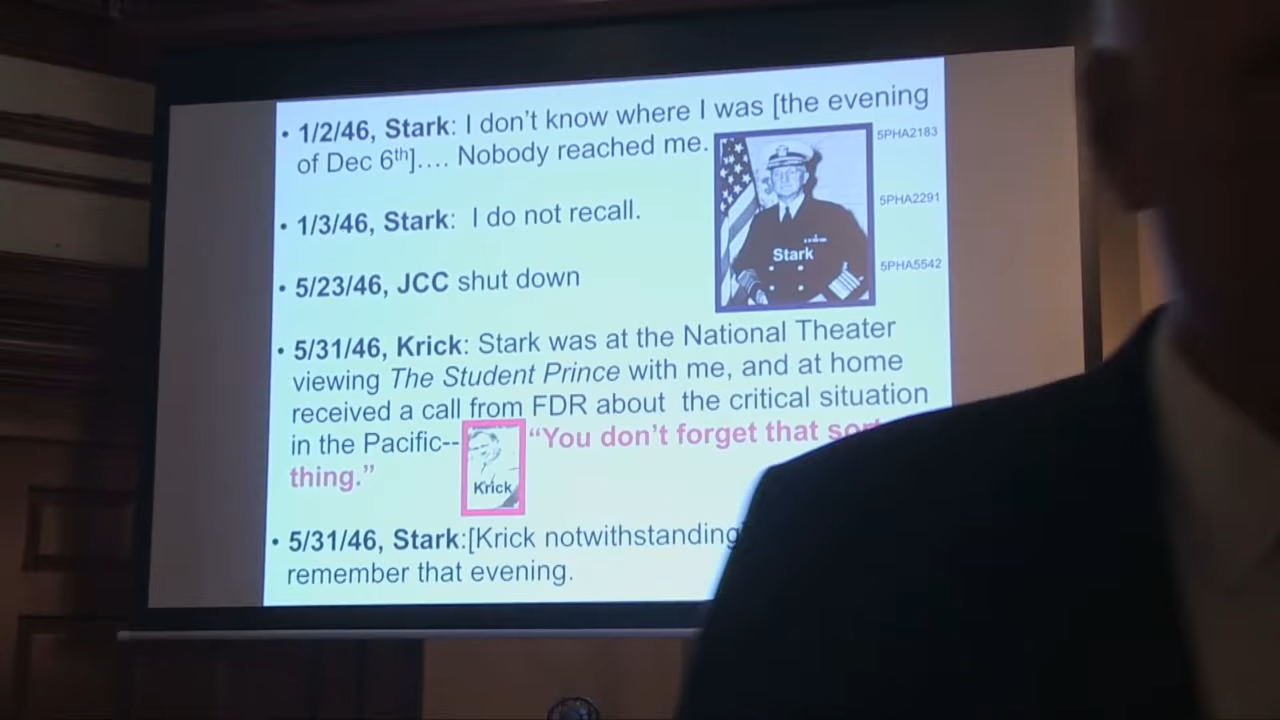 • 1/2/46, Stark: I don't know where I was [the evening
of Dec 6th].... Nobody reached me.
5PHA2183
Stark
5PHA2291
• 1/3/46, Stark: I do not recall.
5PHA5542
• 5/23/46, JCC shut down
• 5/31/46, Krick: Stark was at the National Theater
viewing The Student Prince with me, and at home
received a call from FDR about the critical situation
in the Pacific-- "You don't forget that
thing."
Krick
• 5/31/46, Stark:[Krick notwithstanding
remember that evening.